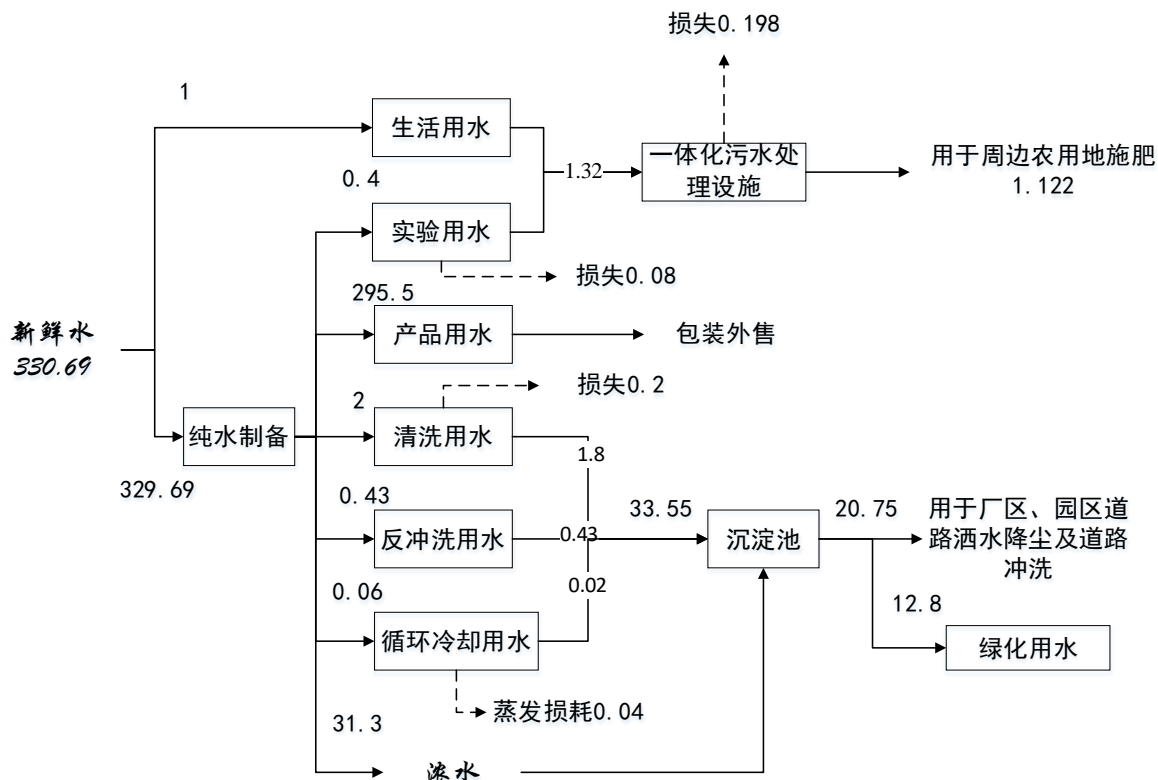 损失0.198
1
生活用水
一体化污水处
理设施
1.32
用于周边农用地施肥
1.122
0.4
实验用水
损失0.08
295.5
新鲜水
330.69
产品用水
包装外售
损失0.2
2
纯水制备
清洗用水
1.8
329.69
0.43
反冲洗用水
0.43
33.55
沉淀池
20.75
用于厂区、园区道
路洒水降尘及道路
冲洗
0.06
0.02
12.8
循环冷却用水
绿化用水
蒸发损耗0.04
31.3
浓水